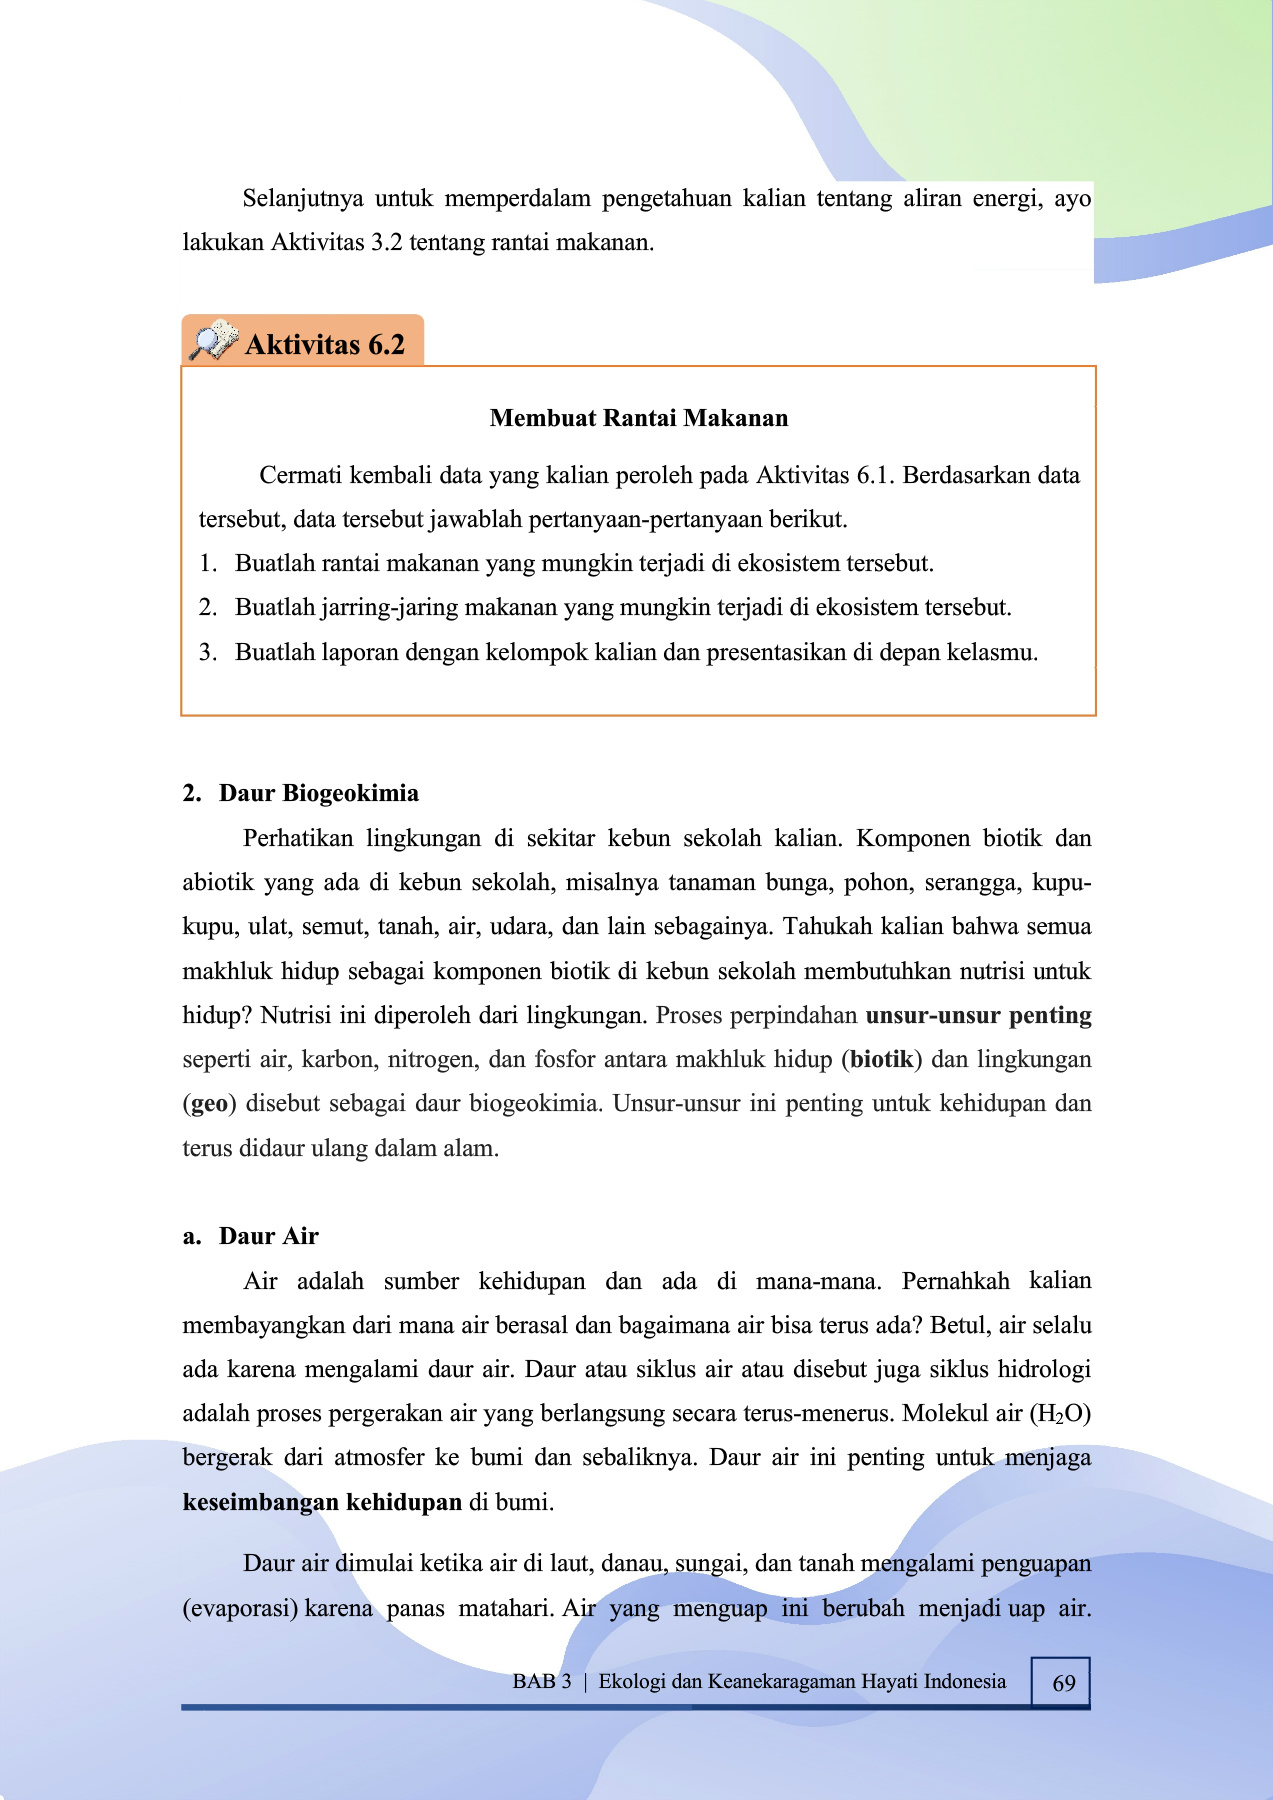 Selanjutnya untuk memperdalam pengetahuan kalian tentang aliran energi, ayo
lakukan Aktivitas 3.2 tentang rantai makanan.
Aktivitas 6.2
Membuat Rantai Makanan
Cermati kembali data yang kalian peroleh pada Aktivitas 6.1. Berdasarkan data
tersebut, data tersebut jawablah pertanyaan-pertanyaan berikut.
1. Buatlah rantai makanan yang mungkin terjadi di ekosistem tersebut.
2. Buatlah jarring-jaring makanan yang mungkin terjadi di ekosistem tersebut.
3. Buatlah laporan dengan kelompok kalian dan presentasikan di depan kelasmu.
2. Daur Biogeokimia
Perhatikan lingkungan di sekitar kebun sekolah kalian. Komponen biotik dan
abiotik yang ada di kebun sekolah, misalnya tanaman bunga, pohon, serangga, kupu-
kupu, ulat, semut, tanah, air, udara, dan lain sebagainya. Tahukah kalian bahwa semua
makhluk hidup sebagai komponen biotik di kebun sekolah membutuhkan nutrisi untuk
hidup? Nutrisi ini diperoleh dari lingkungan. Proses perpindahan unsur-unsur penting
seperti air, karbon, nitrogen, dan fosfor antara makhluk hidup (biotik) dan lingkungan
(geo) disebut sebagai daur biogeokimia. Unsur-unsur ini penting untuk kehidupan dan
terus didaur ulang dalam alam.
a. Daur Air
Air adalah sumber kehidupan dan ada di mana-mana. Pernahkah kalian
membayangkan dari mana air berasal dan bagaimana air bisa terus ada? Betul, air selalu
ada karena mengalami daur air. Daur atau siklus air atau disebut juga siklus hidrologi
adalah proses pergerakan air yang berlangsung secara terus-menerus. Molekul air (H₂O)
bergerak dari atmosfer ke bumi dan sebaliknya. Daur air ini penting untuk menjaga
keseimbangan kehidupan di bumi.
Daur air dimulai ketika air di laut, danau, sungai, dan tanah mengalami penguapan
(evaporasi) karena panas matahari. Air yang menguap ini berubah menjadi uap air.
BAB 3 | Ekologi dan Keanekaragaman Hayati Indonesia 69